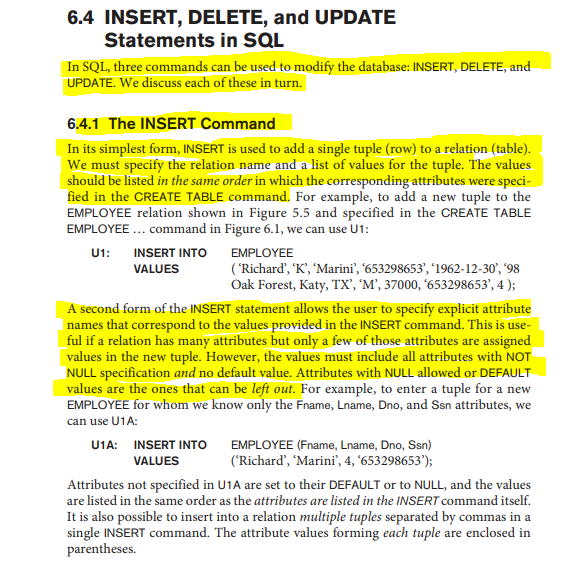 6.4 INSERT, DELETE, and UPDATE
Statements in SQL
In SQL, three commands can be used to modify the database: INSERT, DELETE, and
UPDATE. We discuss each of these in turn.
6.4.1 The INSERT Command
In its simplest form, INSERT is used to add a single tuple (row) to a relation (table).
We must specify the relation name and a list of values for the tuple. The values
should be listed in the same order in which the corresponding attributes were speci-
fied in the CREATE TABLE command. For example, to add a new tuple to the
EMPLOYEE relation shown in Figure 5.5 and specified in the CREATE TABLE
EMPLOYEE … command in Figure 6.1, we can use U1:
U1: INSERT INTO EMPLOYEE
VALUES ( ‘Richard’, ‘K’, ‘Marini’, ‘653298653’, ‘1962-12-30’, ‘98
Oak Forest, Katy, TX’, ‘M’, 37000, ‘653298653’, 4 );
A second form of the INSERT statement allows the user to specify explicit attribute
names that correspond to the values provided in the INSERT command. This is use-
ful if a relation has many attributes but only a few of those attributes are assigned
values in the new tuple. However, the values must include all attributes with NOT
NULL specification and no default value. Attributes with NULL allowed or DEFAULT
values are the ones that can be left out. For example, to enter a tuple for a new
EMPLOYEE for whom we know only the Fname, Lname, Dno, and Ssn attributes, we
can use U1A:
U1A: INSERT INTO EMPLOYEE (Fname, Lname, Dno, Ssn)
VALUES (‘Richard’, ‘Marini’, 4, ‘653298653’);
Attributes not specified in U1A are set to their DEFAULT or to NULL, and the values
are listed in the same order as the attributes are listed in the INSERT command itself.
It is also possible to insert into a relation multiple tuples separated by commas in a
single INSERT command. The attribute values forming each tuple are enclosed in
parentheses.